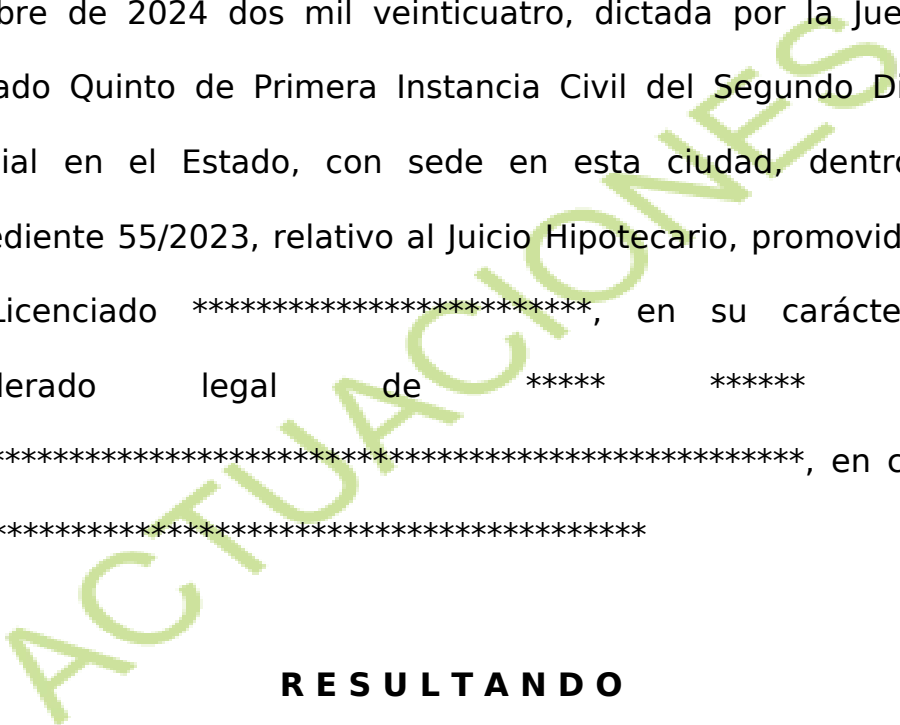 bre de 2024 dos mil veinticuatro, dictada por la Jue
ado Quinto de Primera Instancia Civil del Segundo Di
ial en el Estado, con sede en esta ciudad, dentro
ediente 55/2023, relativo al Juicio Hipotecario, promovid
Licenciado *************************, en su carácte
derado legal de ***** ******
***************************************************, en c
*****************************************
R E S U L T A N D O
ACTUACIONES